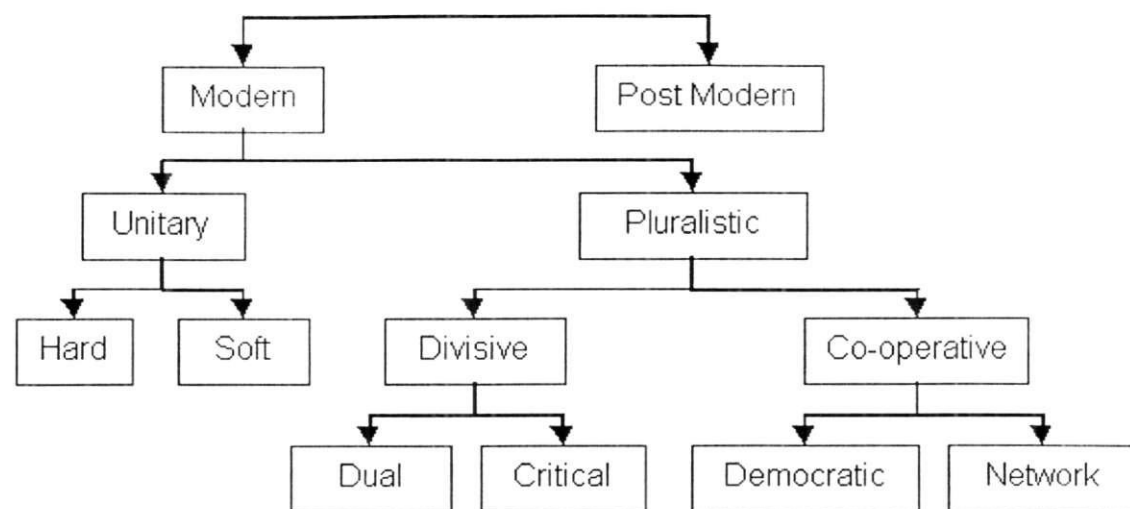 Modern
Post Modern
Unitary
Pluralistic
Hard
Soft
Divisive
Co-operative
Dual
Critical
Democratic
Network